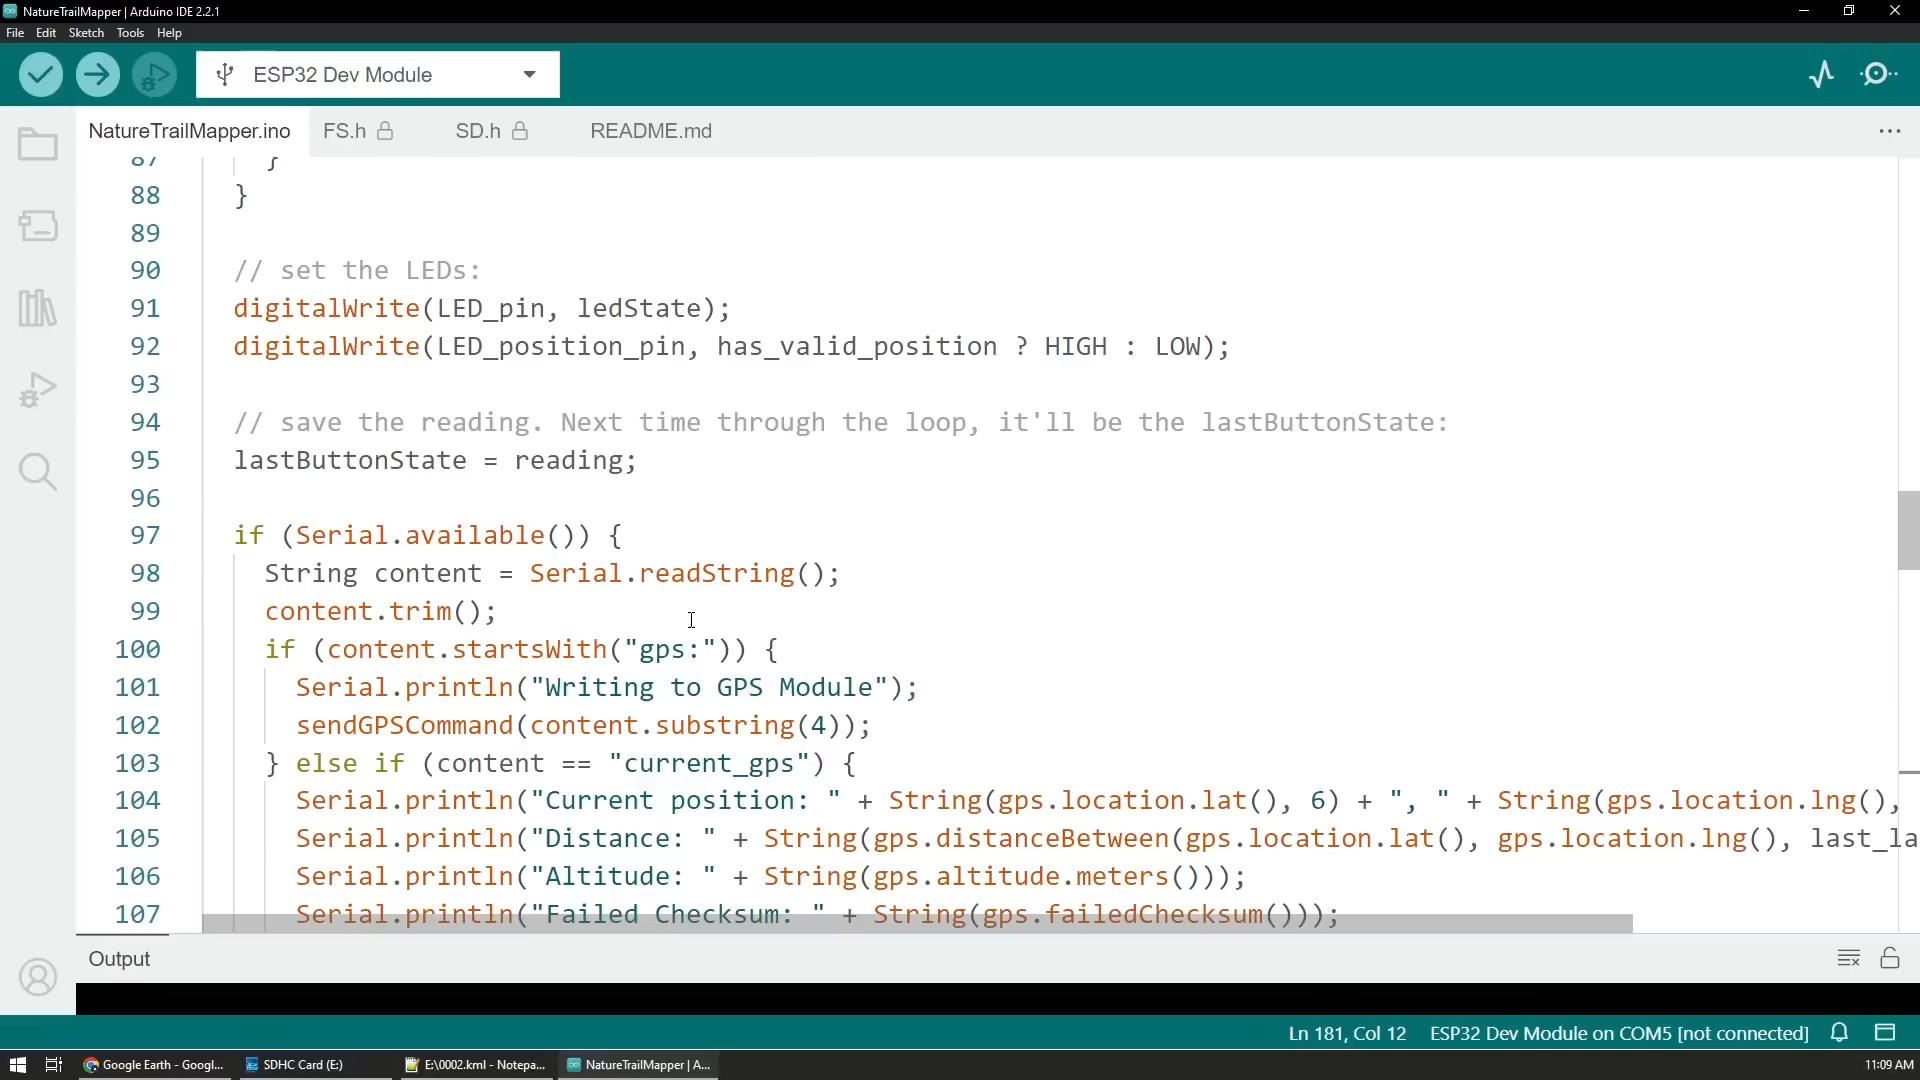 NatureTrailMapper | Arduino IDE 2.2.1
File Edit Sketch Tools Help
ESP32 Dev Module
NatureTrailMapper.ino FS.h SD.h README.md
87 }
88 }
89
90 // set the LEDs:
91 digitalWrite(LED_pin, ledState);
92 digitalWrite(LED_position_pin, has_valid_position ? HIGH : LOW);
93
94 // save the reading. Next time through the loop, it'll be the lastButtonState:
95 lastButtonState = reading;
96
97 if (Serial.available()) {
98 String content = Serial.readString();
99 content.trim();
100 if (content.startsWith("gps:")) {
101 Serial.println("Writing to GPS Module");
102 sendGPSCommand(content.substring(4));
103 } else if (content == "current_gps") {
104 Serial.println("Current position: " + String(gps.location.lat(), 6) + ", " + String(gps.location.lng(),
105 Serial.println("Distance: " + String(gps.distanceBetween(gps.location.lat(), gps.location.lng(), last_la
106 Serial.println("Altitude: " + String(gps.altitude.meters()));
107 Serial.println("Failed Checksum: " + String(gps.failedChecksum()));
Output
Ln 181, Col 12 ESP32 Dev Module on COM5 [not connected]
Google Earth - Googl... SDHC Card (E:) E:\0002.kml - Notepa... NatureTrailMapper | A... 11:09 AM